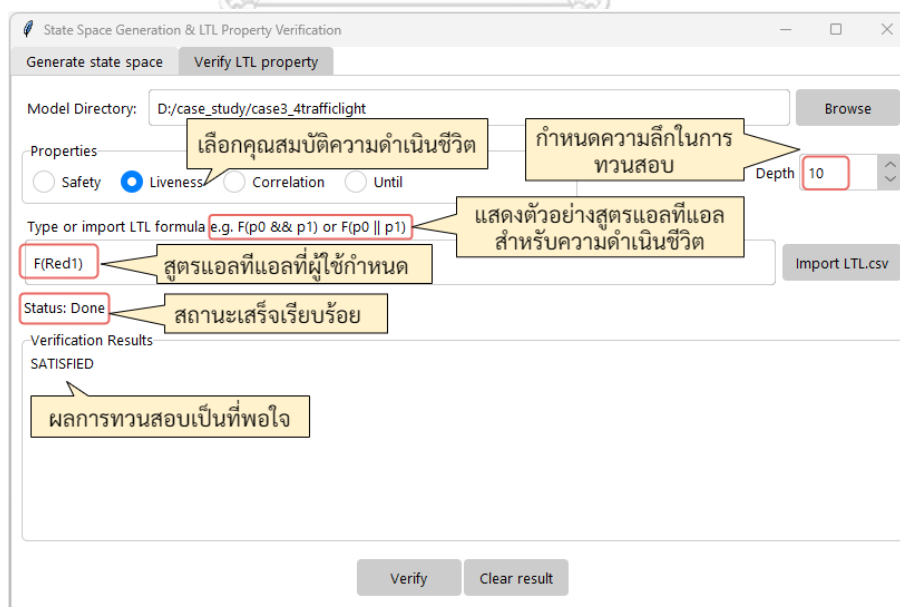 State Space Generation & LTL Property Verification
Generate state space
Verify LTL property
Model Directory:
D:/case_study/case3_4trafficlight
Browse
เลือกคุณสมบัติความดำเนินชีวิต
กำหนดความลึกในการ
ทวนสอบ
Properties
Safety
Liveness
Correlation
Until
Depth
10
Type or import LTL formula e.g. F(p0 && p1) or F(p0 || p1)
แสดงตัวอย่างสูตรแอลทีแอล
สำหรับความดำเนินชีวิต
F(Red1)
สูตรแอลทีแอลที่ผู้ใช้กำหนด
Import LTL.csv
Status: Done
สถานะเสร็จเรียบร้อย
Verification Results
SATISFIED
ผลการทวนสอบเป็นที่พอใจ
Verify
Clear result